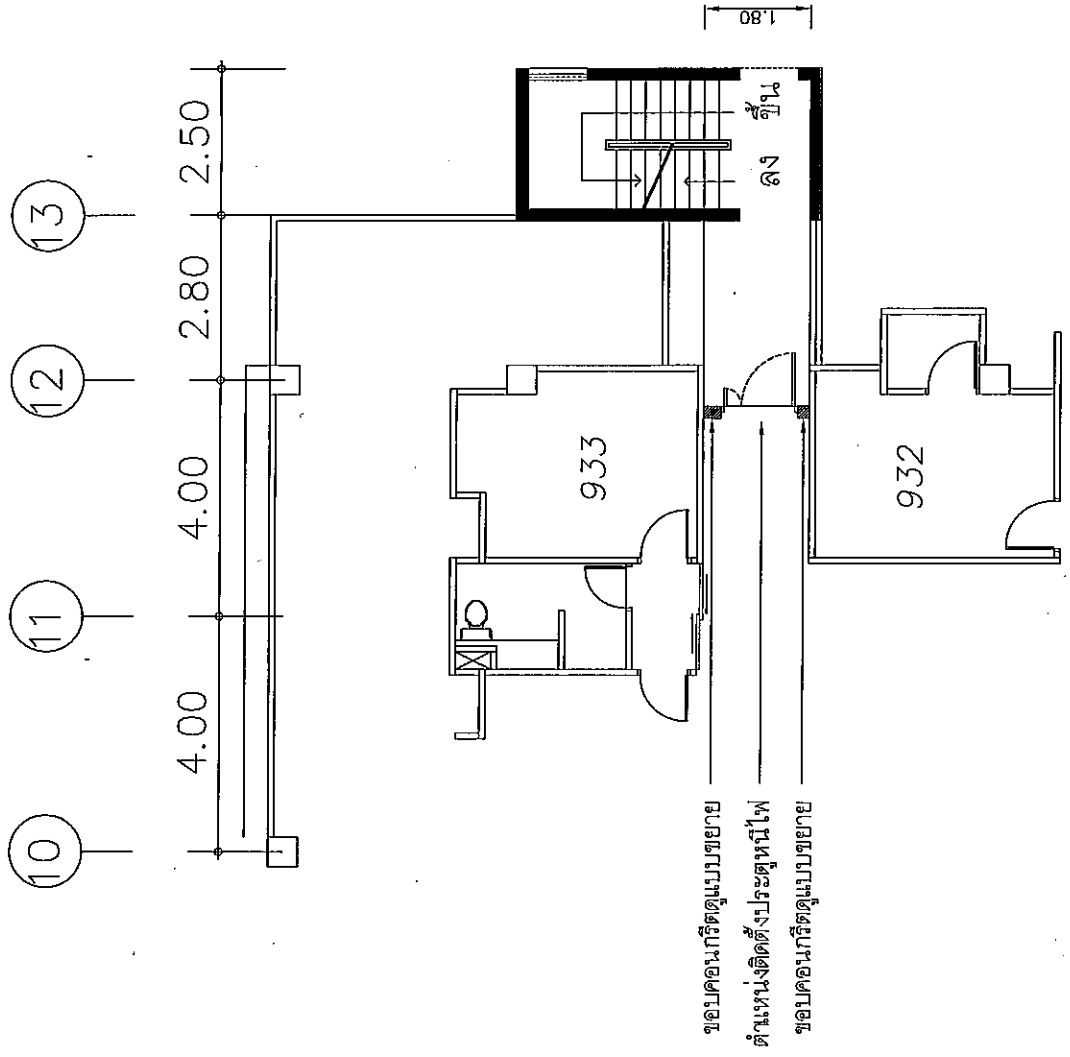 1.80
2.50
13
2.80
12
4.00
11
4.00
10
ขึ้น
ลง
933
932
ขอบคอนกรีตดูแบบขยาย
ตำแหน่งติดตั้งประตูหนีไฟ
ขอบคอนกรีตดูแบบขยาย